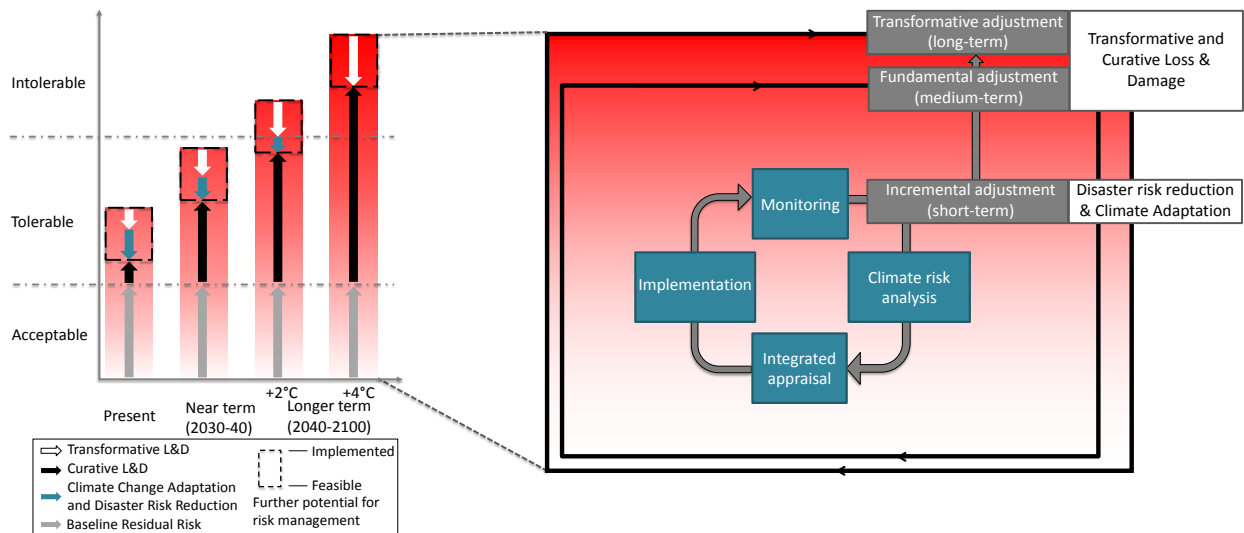 Intolerable
Tolerable
Acceptable
+2°C
+4°C
Present
Near term
(2030-40)
Longer term
(2040-2100)
Transformative L&D
Curative L&D
Climate Change Adaptation
and Disaster Risk Reduction
Baseline Residual Risk
Implemented
Feasible
Further potential for
risk management
Transformative adjustment
(long-term)
Fundamental adjustment
(medium-term)
Transformative and
Curative Loss &
Damage
Incremental adjustment
(short-term)
Disaster risk reduction
& Climate Adaptation
Monitoring
Implementation
Climate risk
analysis
Integrated
appraisal